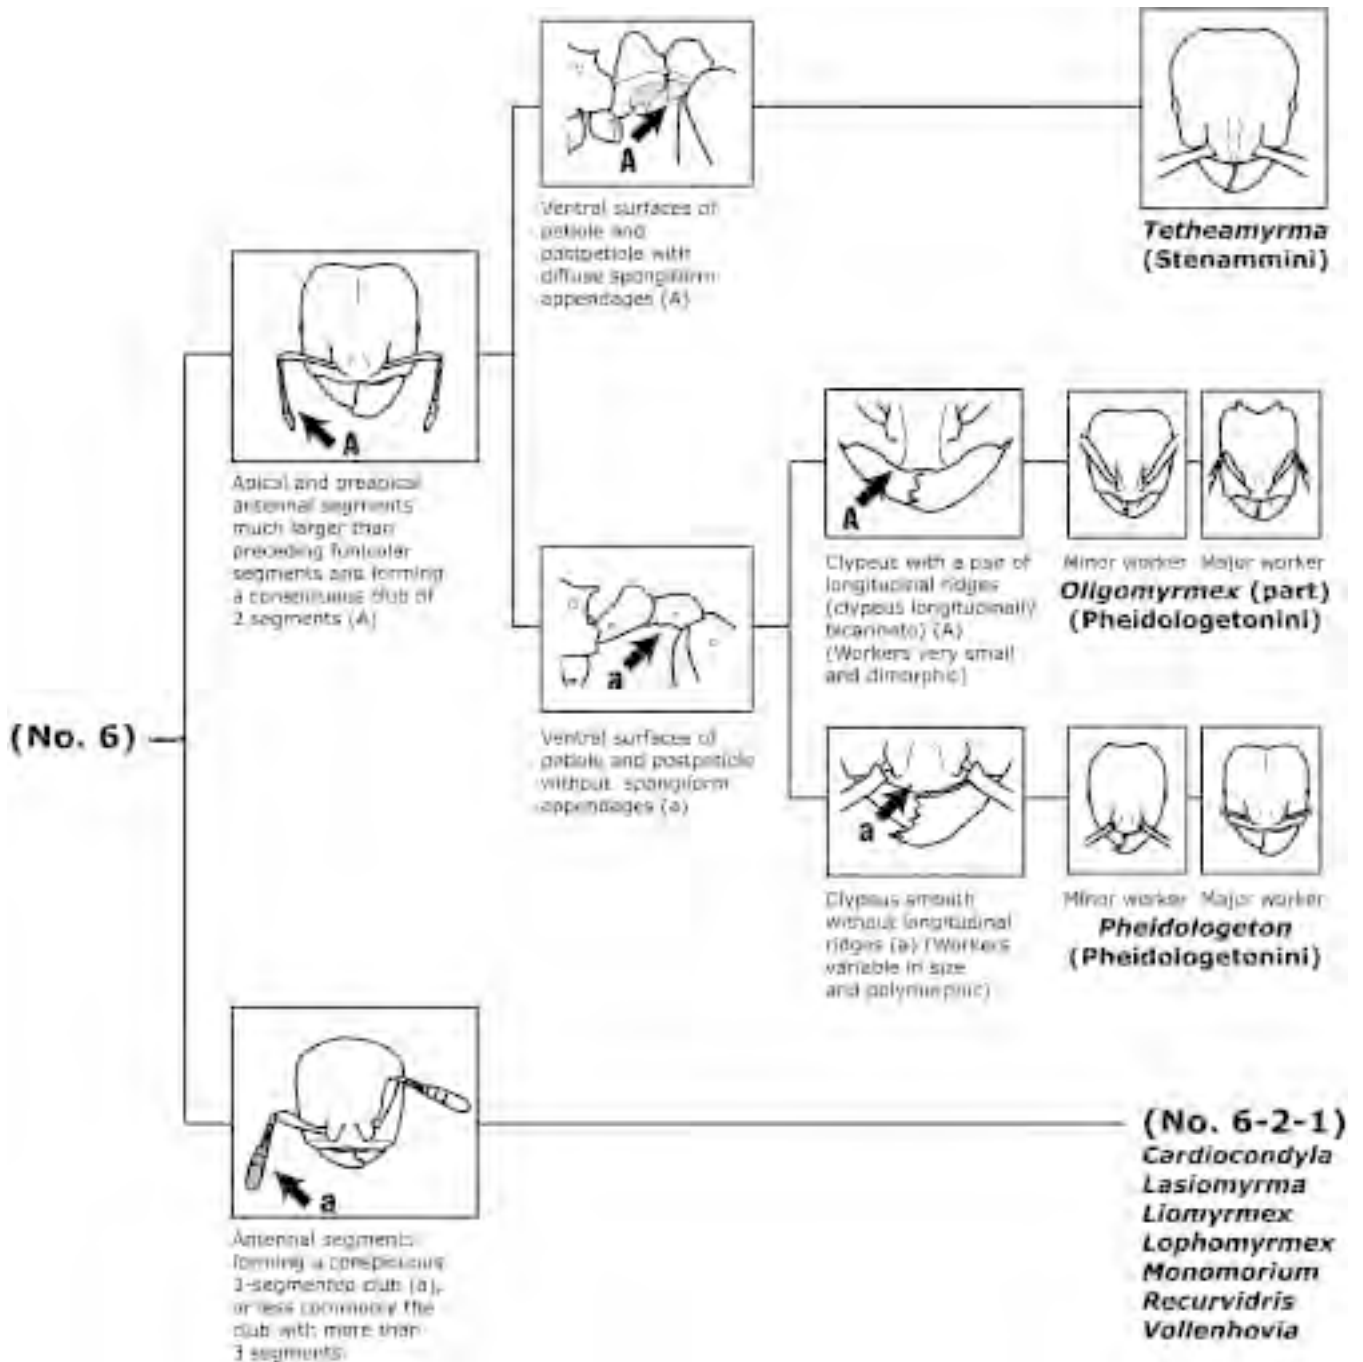 A
Ventral surfaces of
petiole and
postpetiole with
diffuse spongiform
appendages (A)
Tetheamyrma
(Stenammini)
A
Apical and preapical
antennal segments
much larger than
preceding funicular
segments and forming
a conspicuous club of
2 segments (A)
A
Clypeus with a pair of
longitudinal ridges
(clypeus longitudinally
bicarinate) (A)
(Workers very small
and dimorphic)
Minor worker Major worker
Oligomyrmex (part)
(Pheidologetonini)
a
Ventral surfaces of
petiole and postpetiole
without spongiform
appendages (a)
(No. 6)
a
Clypeus smooth
without longitudinal
ridges (a) (Workers
variable in size
and polymorphic)
Minor worker Major worker
Pheidologeton
(Pheidologetonini)
a
Antennal segments
forming a conspicuous
3-segmented club (a),
or less commonly the
club with more than
3 segments
(No. 6-2-1)
Cardiocondyla
Lasiomyrma
Liomyrmex
Lophomyrmex
Monomorium
Recurvidris
Vollenhovia